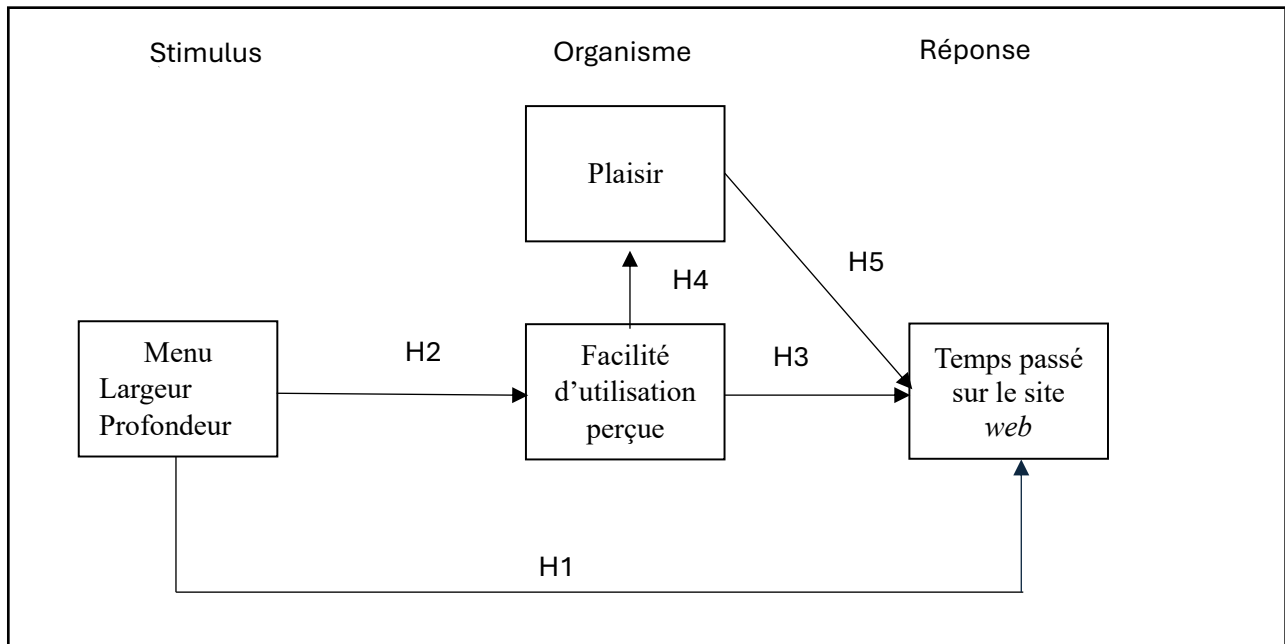 Stimulus
Organisme
Réponse
Plaisir
H5
H4
Menu
Largeur
Profondeur
H2
Facilité
d’utilisation
perçue
H3
Temps passé
sur le site
web
H1